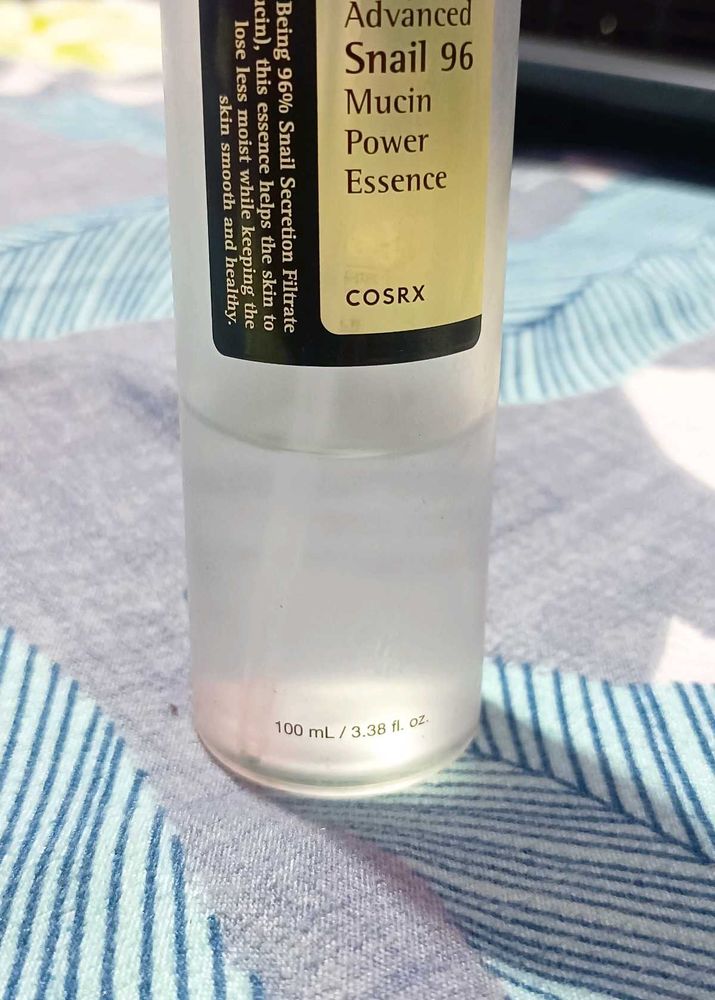 Advanced
Snail 96
Mucin
Power
Essence
COSRX
Being 96% Snail Secretion Filtrate
this essence helps the skin to
lose less moist while keeping the
skin smooth and healthy.
100 mL / 3.38 fl. oz.